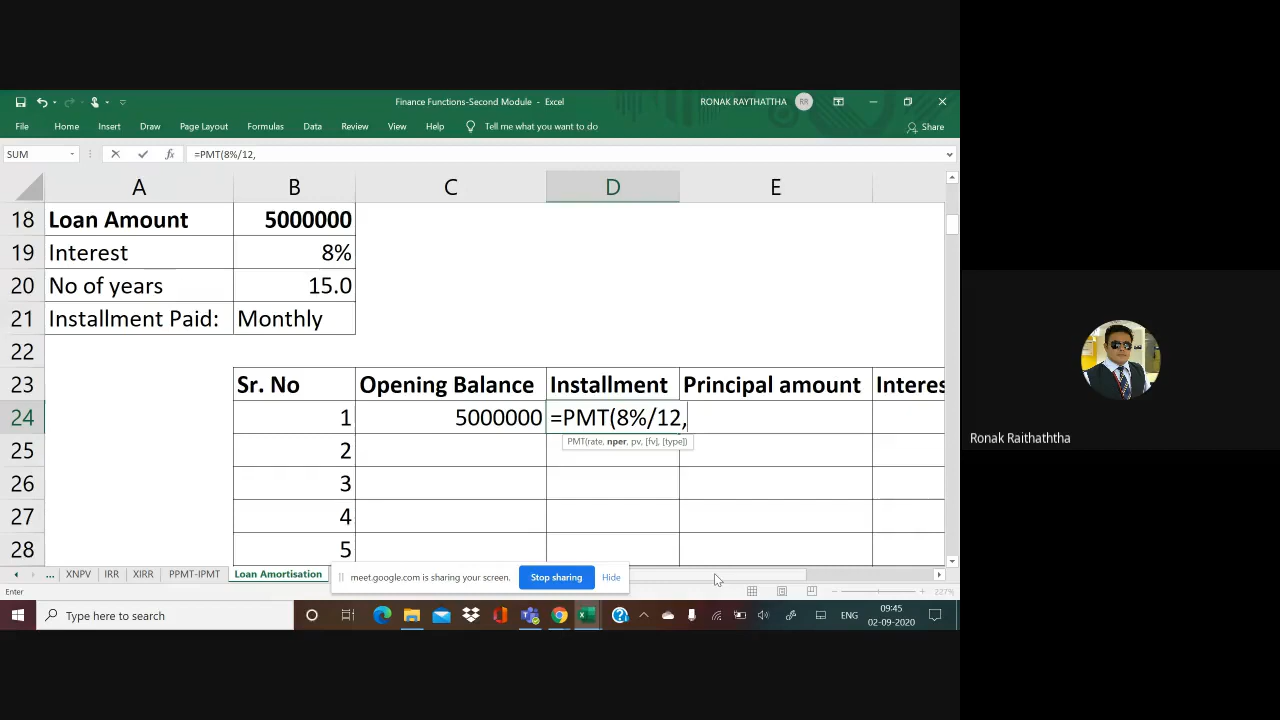 Finance Functions-Second Module - Excel
RONAK RAYTHATTHA RR
File Home Insert Draw Page Layout Formulas Data Review View Help Tell me what you want to do Share
SUM fx =PMT(8%/12,
A B C D E
18 Loan Amount 5000000
19 Interest 8%
20 No of years 15.0
21 Installment Paid: Monthly
22
23 Sr. No Opening Balance Installment Principal amount Interes
24 1 5000000 =PMT(8%/12,
PMT(rate, nper, pv, [fv], [type])
25 2
26 3
27 4
28 5
... XNPV IRR XIRR PPMT-IPMT Loan Amortisation
meet.google.com is sharing your screen. Stop sharing Hide
Enter 227%
Type here to search ENG 09:45
02-09-2020
Ronak Raithaththa